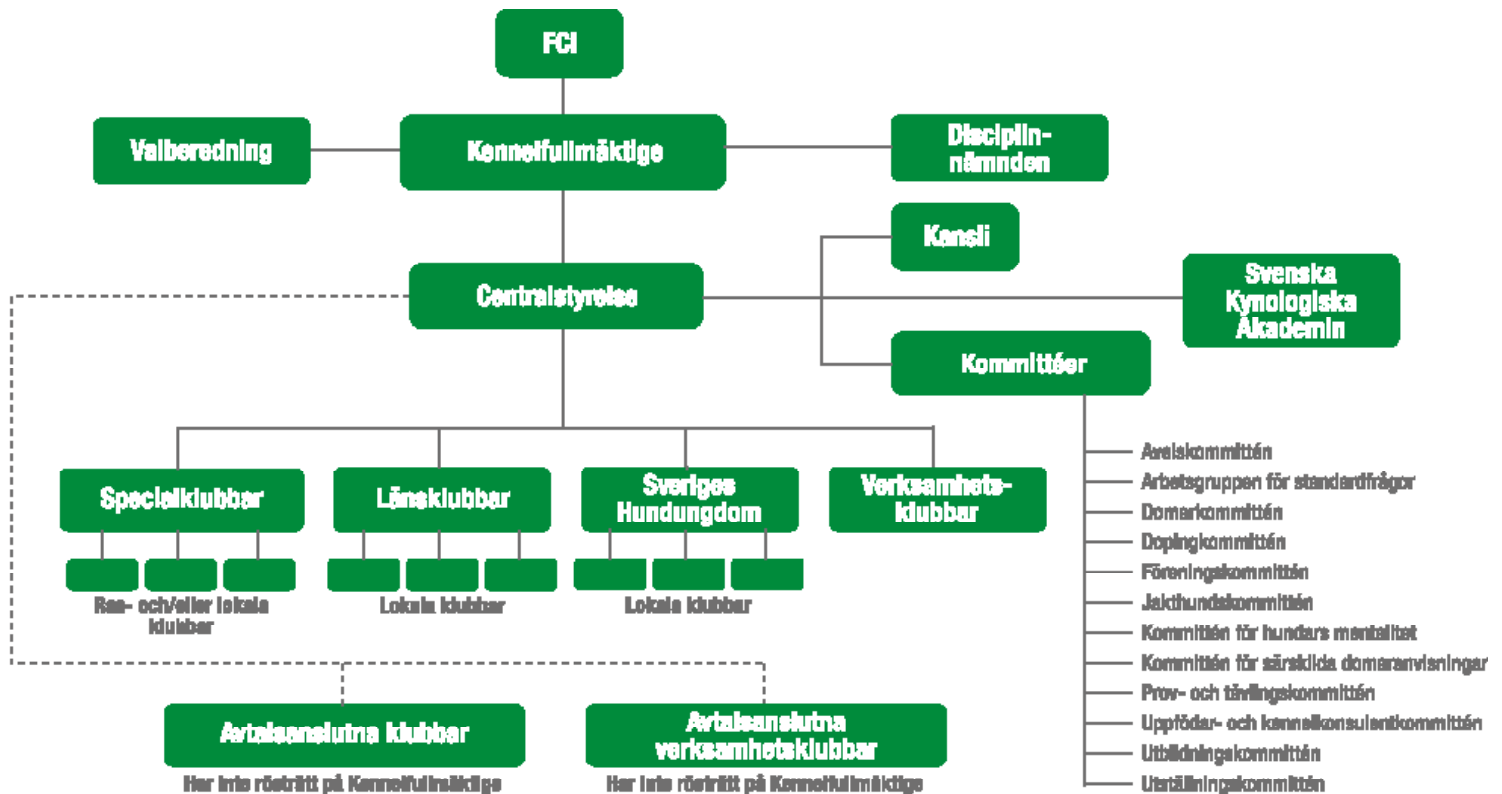 FCI
Valberedning
Kennelfullmäktige
Disciplin-
nämnden
Kansli
Centralstyrelse
Svenska
Kynologiska
Akademin
Kommittéer
Specialklubbar
Länsklubbar
Sveriges
Hundungdom
Verksamhets-
klubbar
Ras- och/eller lokala
klubbar
Lokala klubbar
Lokala klubbar
Avelskommittén
Arbetsgruppen för standardfrågor
Domarkommittén
Dopingkommittén
Föreningskommittén
Jakthundskommittén
Kommittén för hundars mentalitet
Kommittén för särskilda domaranvisningar
Prov- och tävlingskommittén
Uppfödar- och kennelkonsulentkommittén
Utbildningskommittén
Utställningskommittén
Avtalsanslutna klubbar
Har inte rösträtt på Kennelfullmäktige
Avtalsanslutna
verksamhetsklubbar
Har inte rösträtt på Kennelfullmäktige